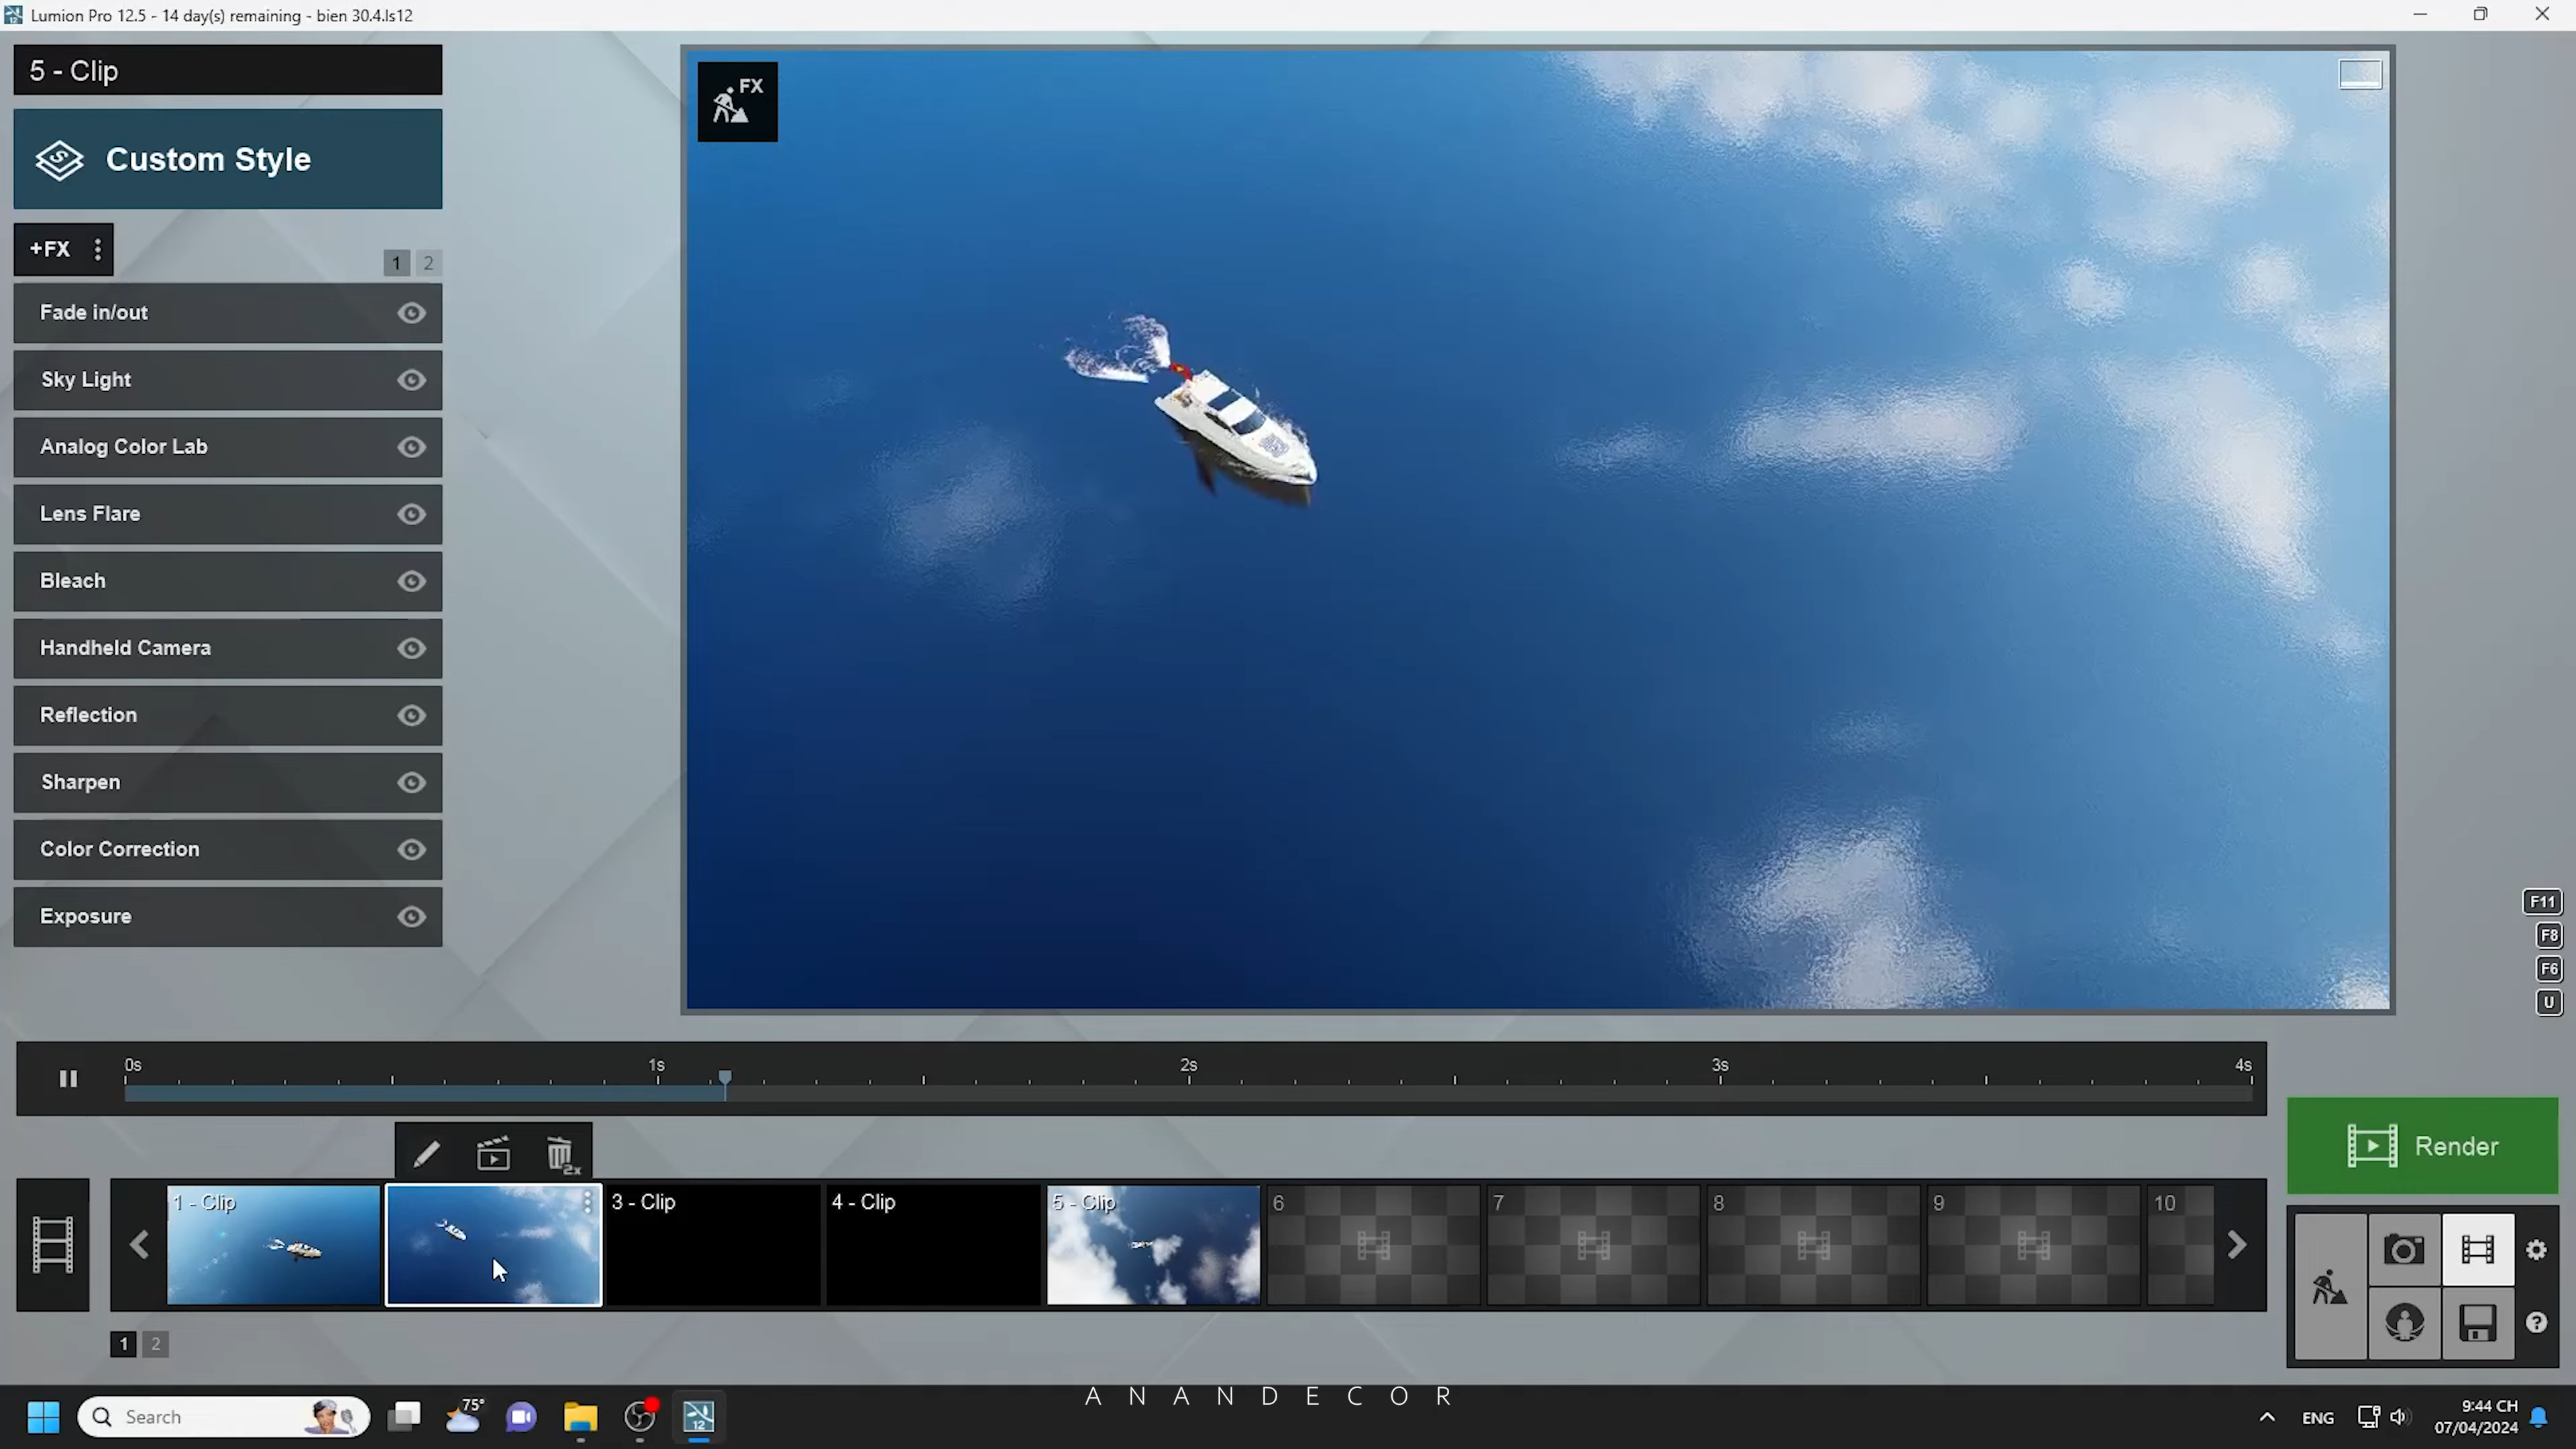 Lumion Pro 12.5 - 14 day(s) remaining - bien 30.4.ls12
5 - Clip
FX
Custom Style
+FX
1 2
Fade in/out
Sky Light
Analog Color Lab
Lens Flare
Bleach
Handheld Camera
Reflection
Sharpen
Color Correction
Exposure
F11
F8
F6
U
0s 1s 2s 3s 4s
2x
Render
1 - Clip
3 - Clip
4 - Clip
5 - Clip
6
7
8
9
10
1 2
ANANDECOR
Search
75°
12
ENG
9:44 CH
07/04/2024